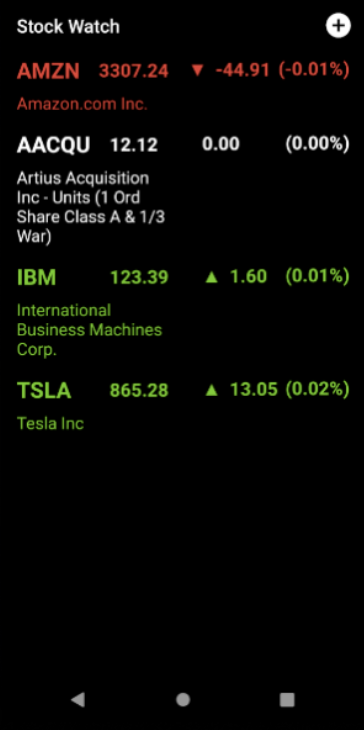 Stock Watch
AMZN 3307.24 ▼ -44.91 (-0.01%)
Amazon.com Inc.
AACQU 12.12 0.00 (0.00%)
Artius Acquisition
Inc - Units (1 Ord
Share Class A & 1/3
War)
IBM 123.39 ▲ 1.60 (0.01%)
International
Business Machines
Corp.
TSLA 865.28 ▲ 13.05 (0.02%)
Tesla Inc